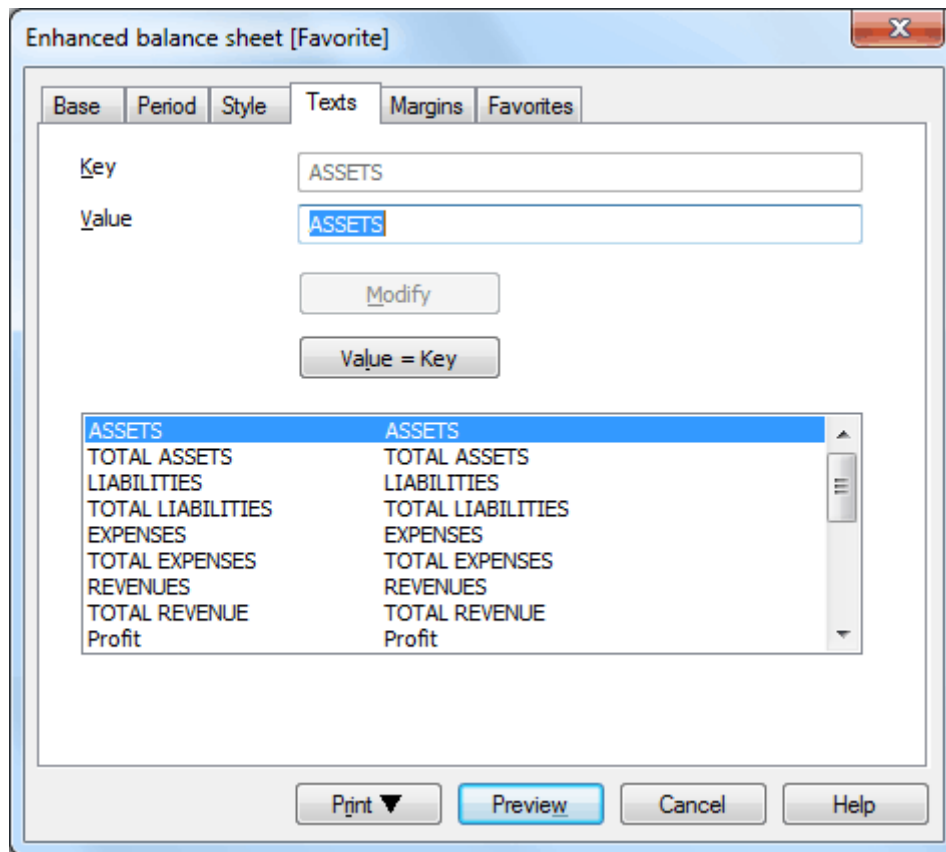 Enhanced balance sheet [Favorite]
Base Period Style Texts Margins Favorites
Key ASSETS
Value ASSETS
Modify
Value = Key
ASSETS ASSETS
TOTAL ASSETS TOTAL ASSETS
LIABILITIES LIABILITIES
TOTAL LIABILITIES TOTAL LIABILITIES
EXPENSES EXPENSES
TOTAL EXPENSES TOTAL EXPENSES
REVENUES REVENUES
TOTAL REVENUE TOTAL REVENUE
Profit Profit
Print ▼ Preview Cancel Help